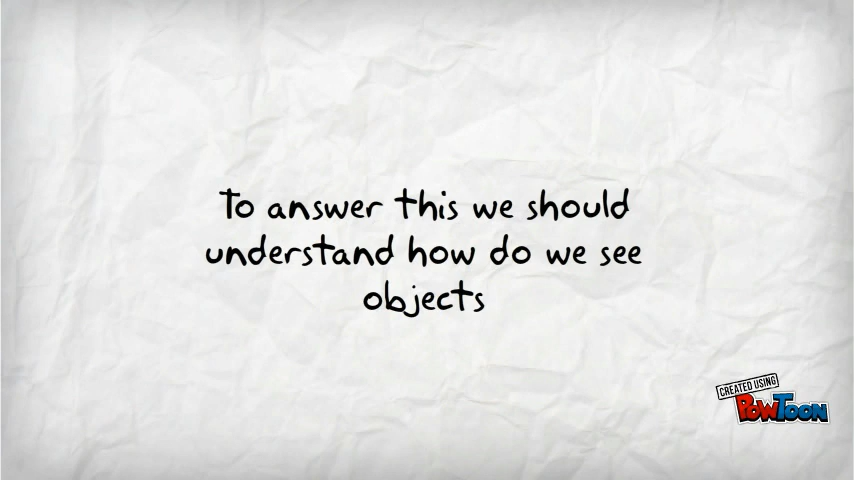 To answer this we should
understand how do we see
objects
CREATED USING
POWTOON